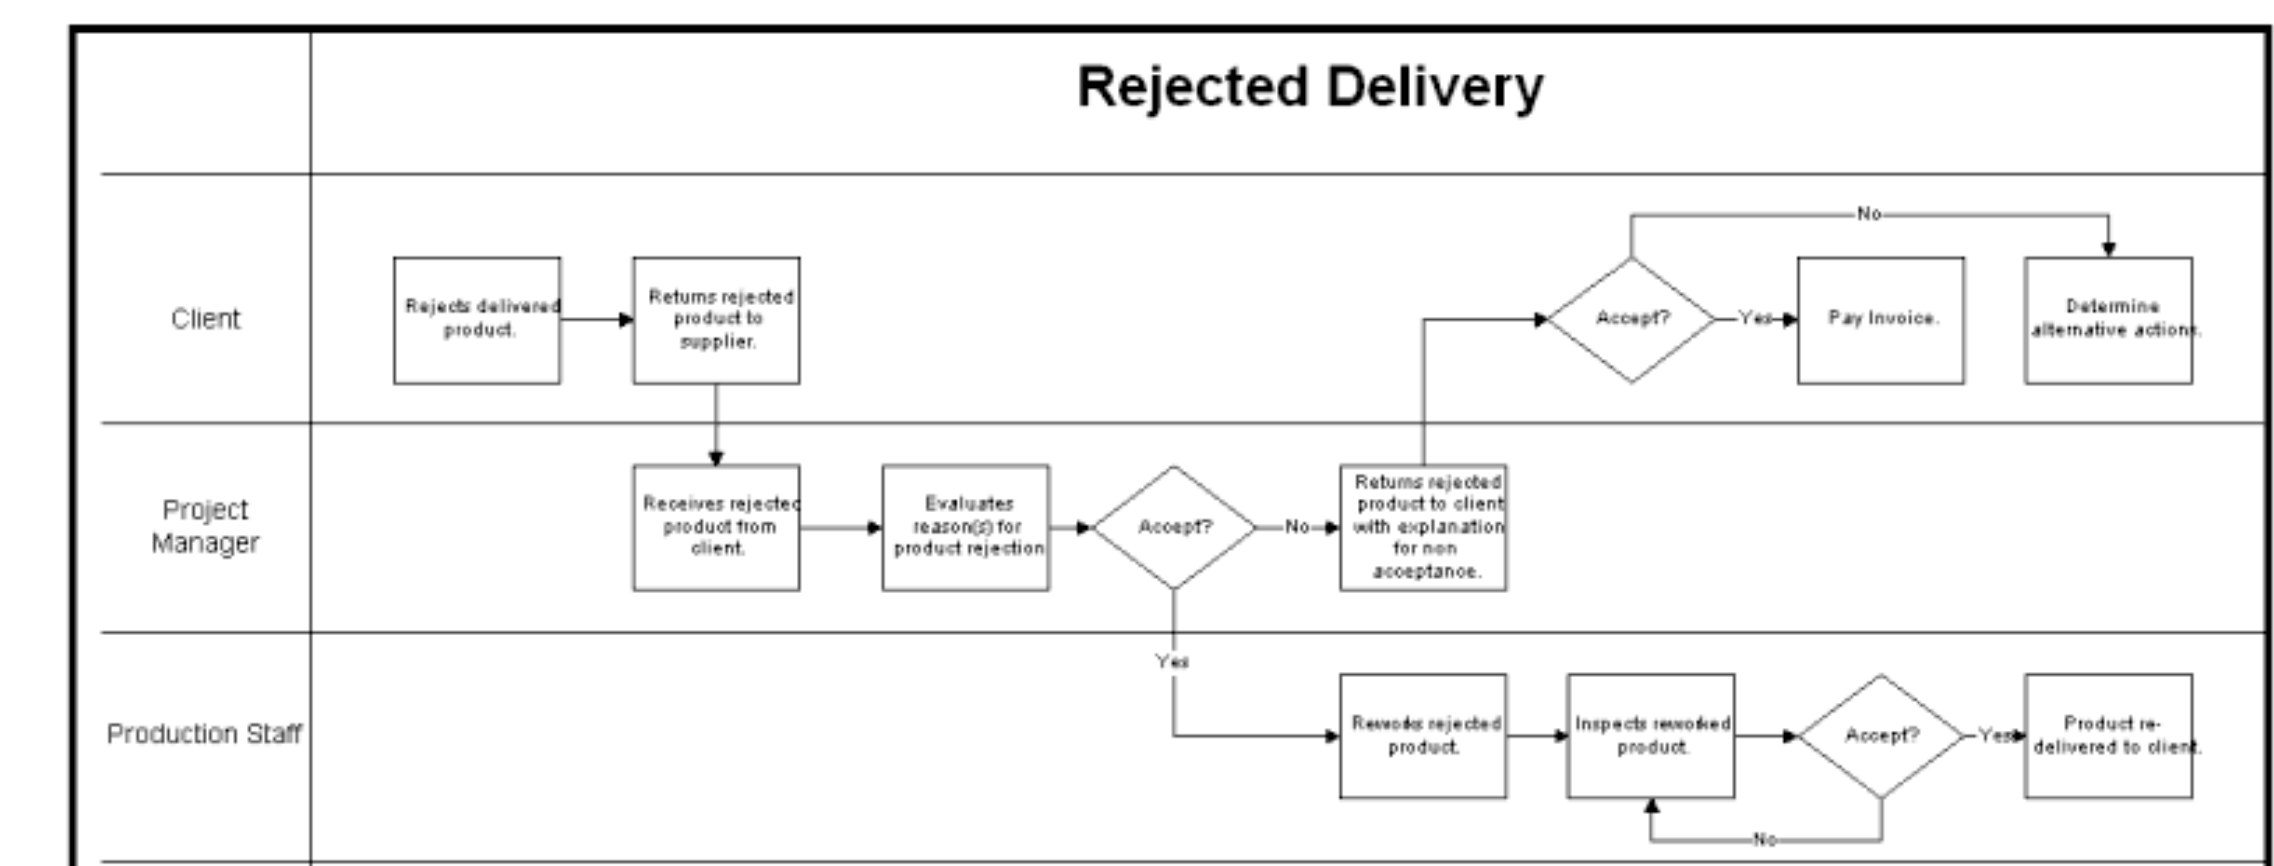 Rejected Delivery
Client
Rejects delivered
product.
Returns rejected
product to
supplier.
Accept?
No
Yes
Pay Invoice.
Determine
alternative actions.
Project
Manager
Receives rejected
product from
client.
Evaluates
reason(s) for
product rejection
Accept?
No
Returns rejected
product to client
with explanation
for non
acceptance.
Yes
Production Staff
Reworks rejected
product.
Inspects reworked
product.
Accept?
Yes
Product re-
delivered to client.
No